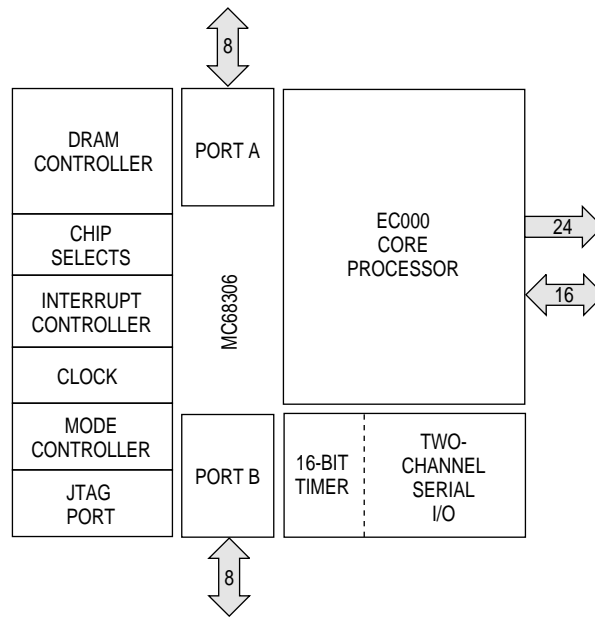 8
DRAM
CONTROLLER
PORT A
CHIP
SELECTS
INTERRUPT
CONTROLLER
CLOCK
MODE
CONTROLLER
JTAG
PORT
MC68306
EC000
CORE
PROCESSOR
24
16
PORT B
16-BIT
TIMER
TWO-
CHANNEL
SERIAL
I/O
8